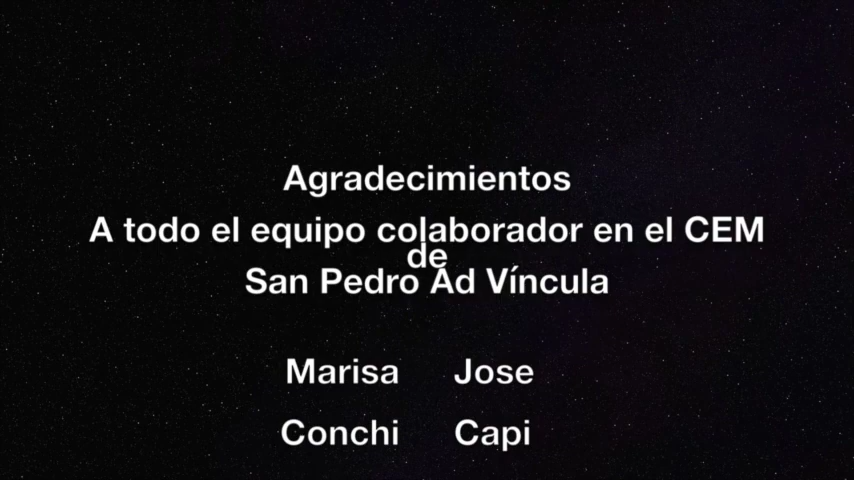 Agradecimientos
A todo el equipo colaborador en el CEM
de
San Pedro Ad Víncula
Marisa Jose
Conchi Capi